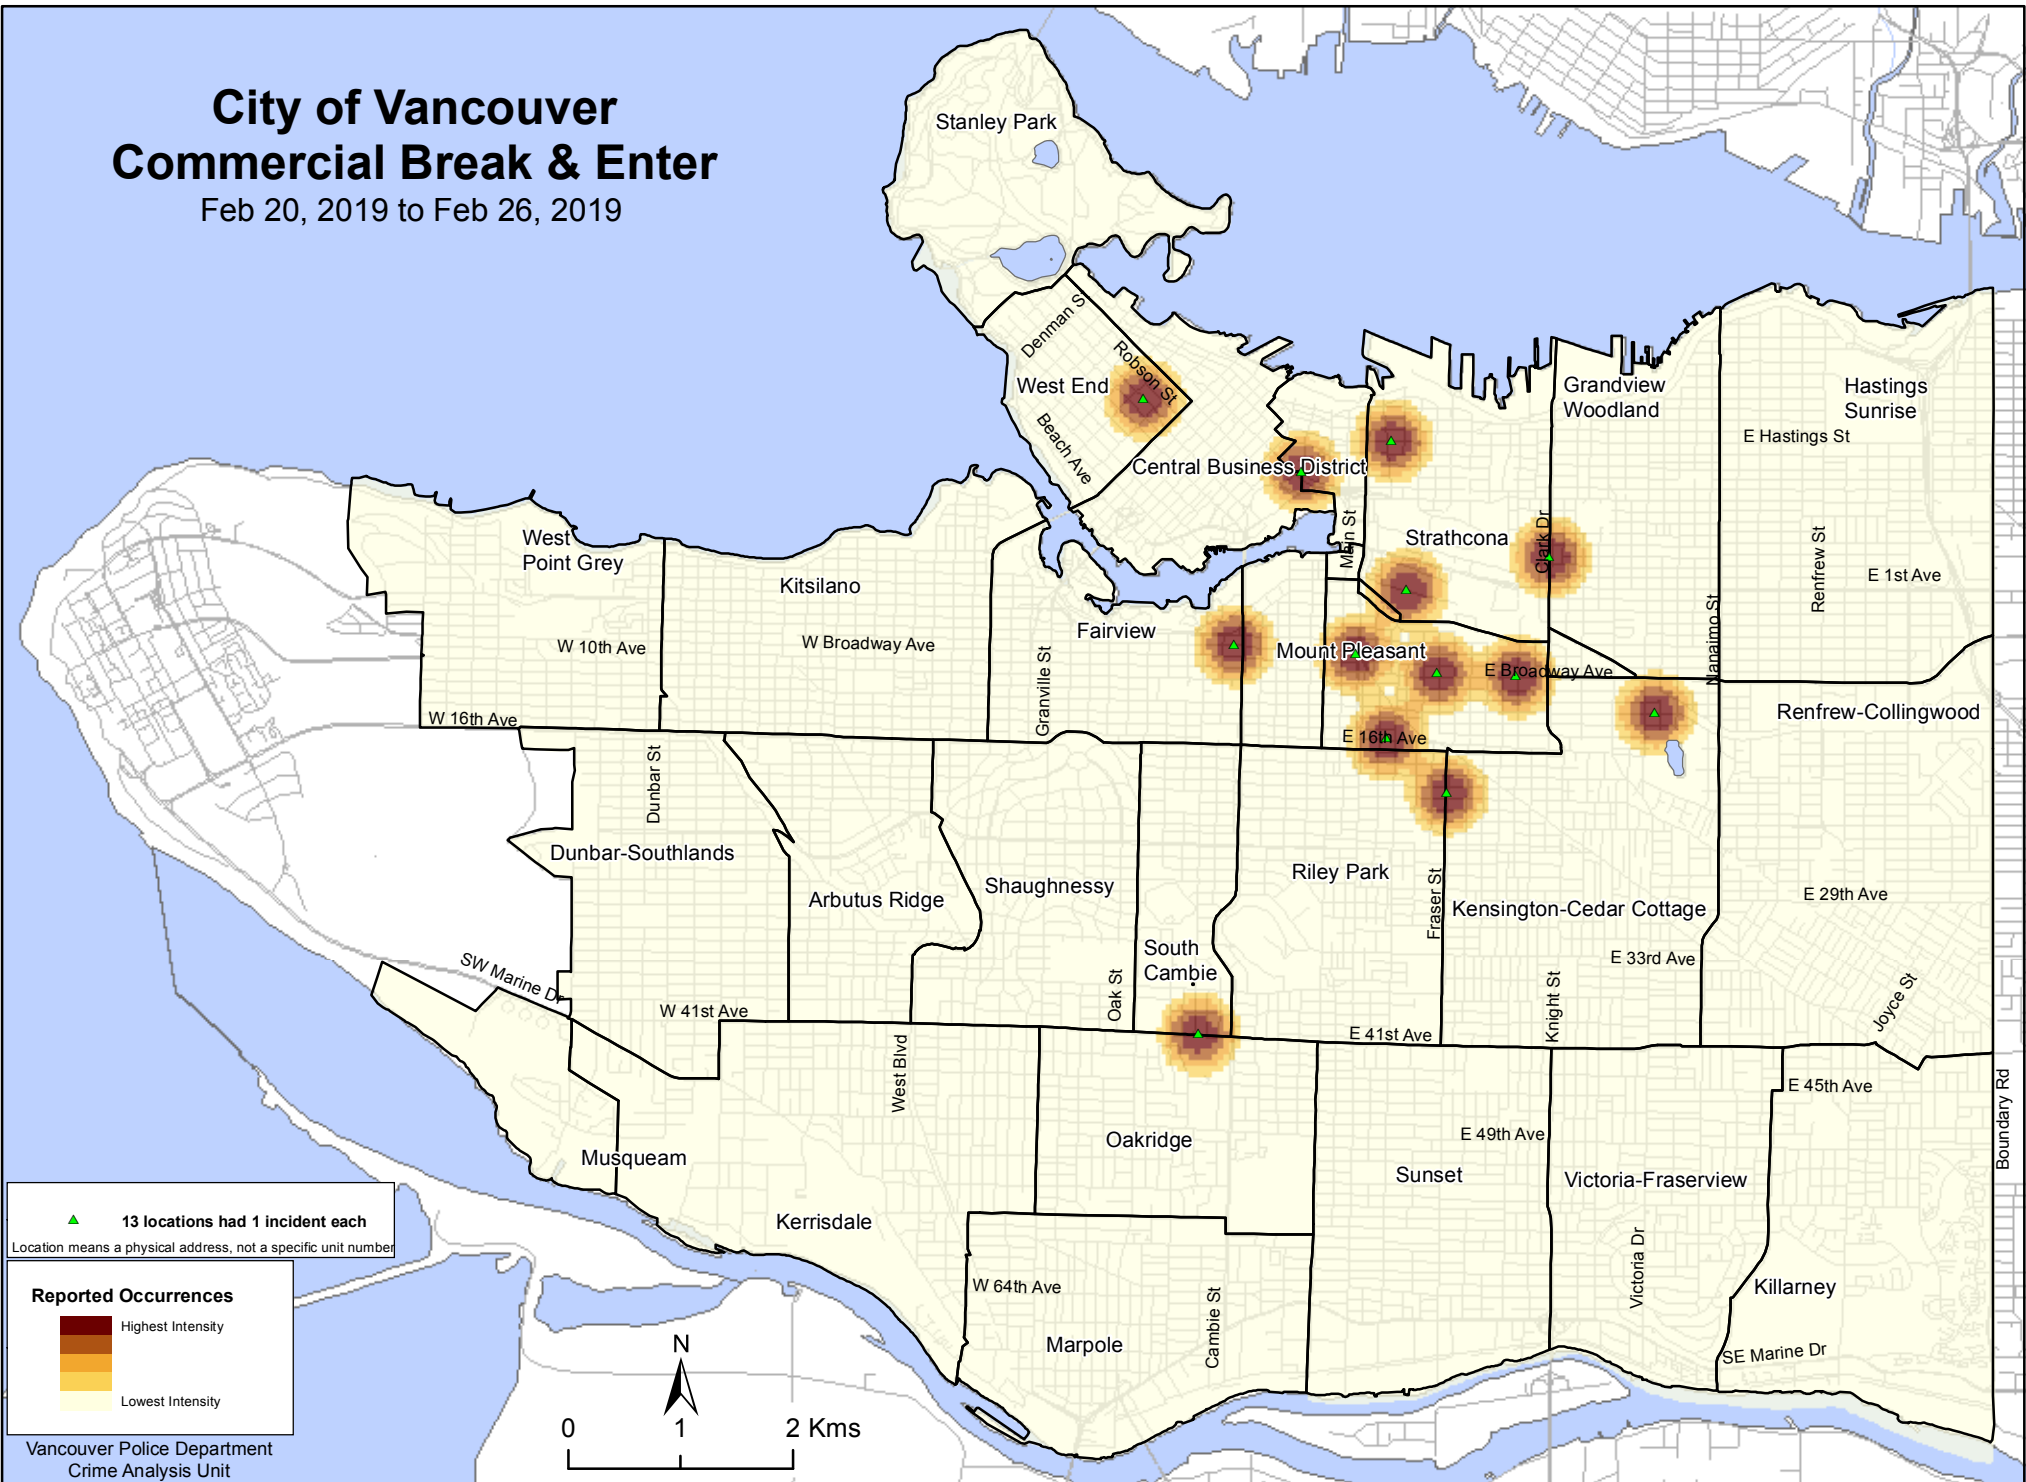 City of Vancouver
Commercial Break & Enter
Feb 20, 2019 to Feb 26, 2019
Stanley Park
Denman S
Robson St
West End
Beach Ave
Central Business District
Grandview
Woodland
Hastings
Sunrise
E Hastings St
Main St
Strathcona
Clark Dr
Renfrew St
E 1st Ave
Nanaimo St
West
Point Grey
Kitsilano
Fairview
W 10th Ave
W Broadway Ave
Granville St
Mount Pleasant
E Broadway Ave
W 16th Ave
E 16th Ave
Renfrew-Collingwood
Dunbar St
Dunbar-Southlands
Arbutus Ridge
Shaughnessy
Riley Park
Fraser St
Kensington-Cedar Cottage
E 29th Ave
South
Cambie
E 33rd Ave
SW Marine Dr
W 41st Ave
Oak St
E 41st Ave
Knight St
Joyce St
West Blvd
E 45th Ave
Boundary Rd
Musqueam
Oakridge
E 49th Ave
Sunset
Victoria-Fraserview
Kerrisdale
W 64th Ave
Cambie St
Victoria Dr
Killarney
Marpole
SE Marine Dr
13 locations had 1 incident each
Location means a physical address, not a specific unit number
Reported Occurrences
Highest Intensity
Lowest Intensity
N
0 1 2 Kms
Vancouver Police Department
Crime Analysis Unit